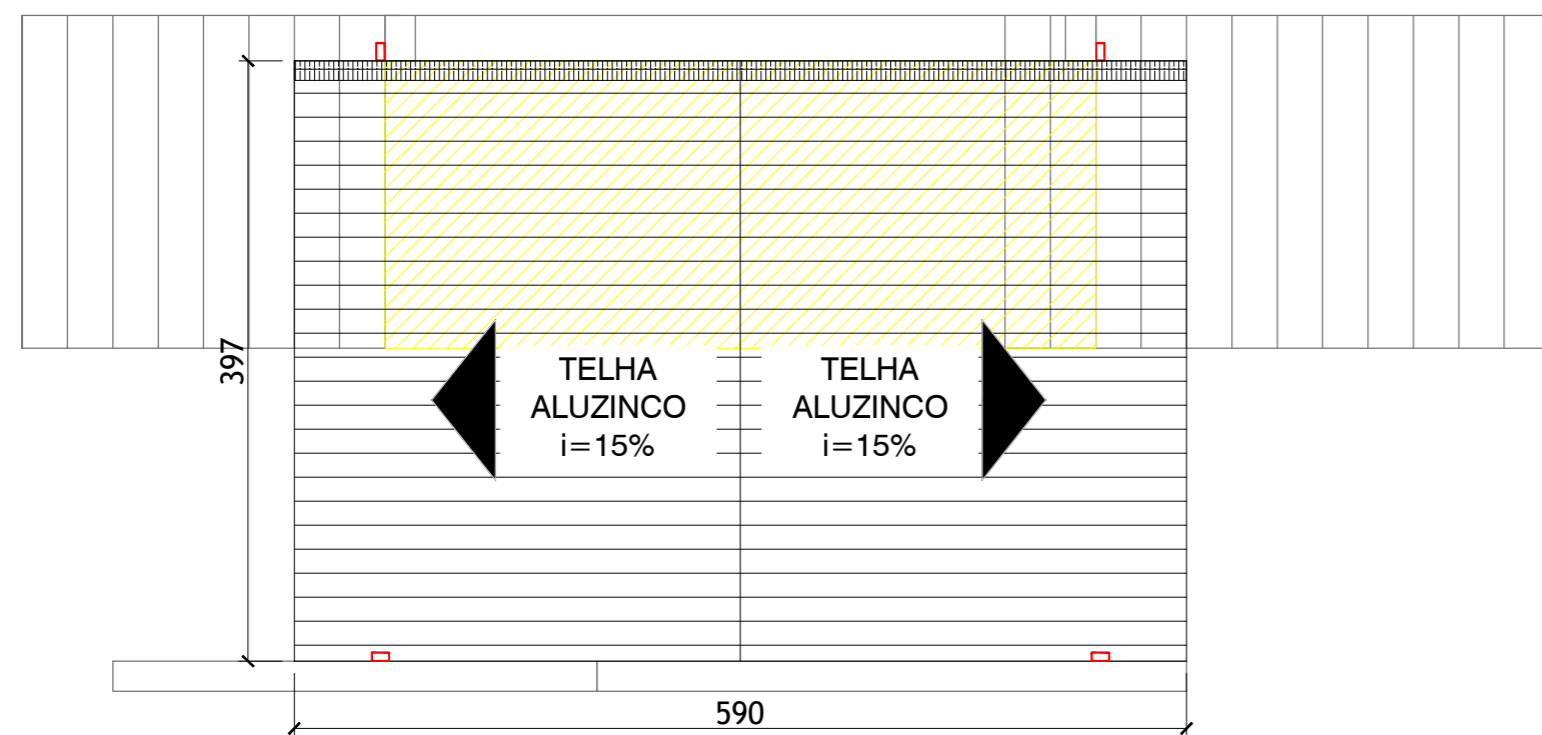 397
TELHA
ALUZINCO
i=15%
TELHA
ALUZINCO
i=15%
590